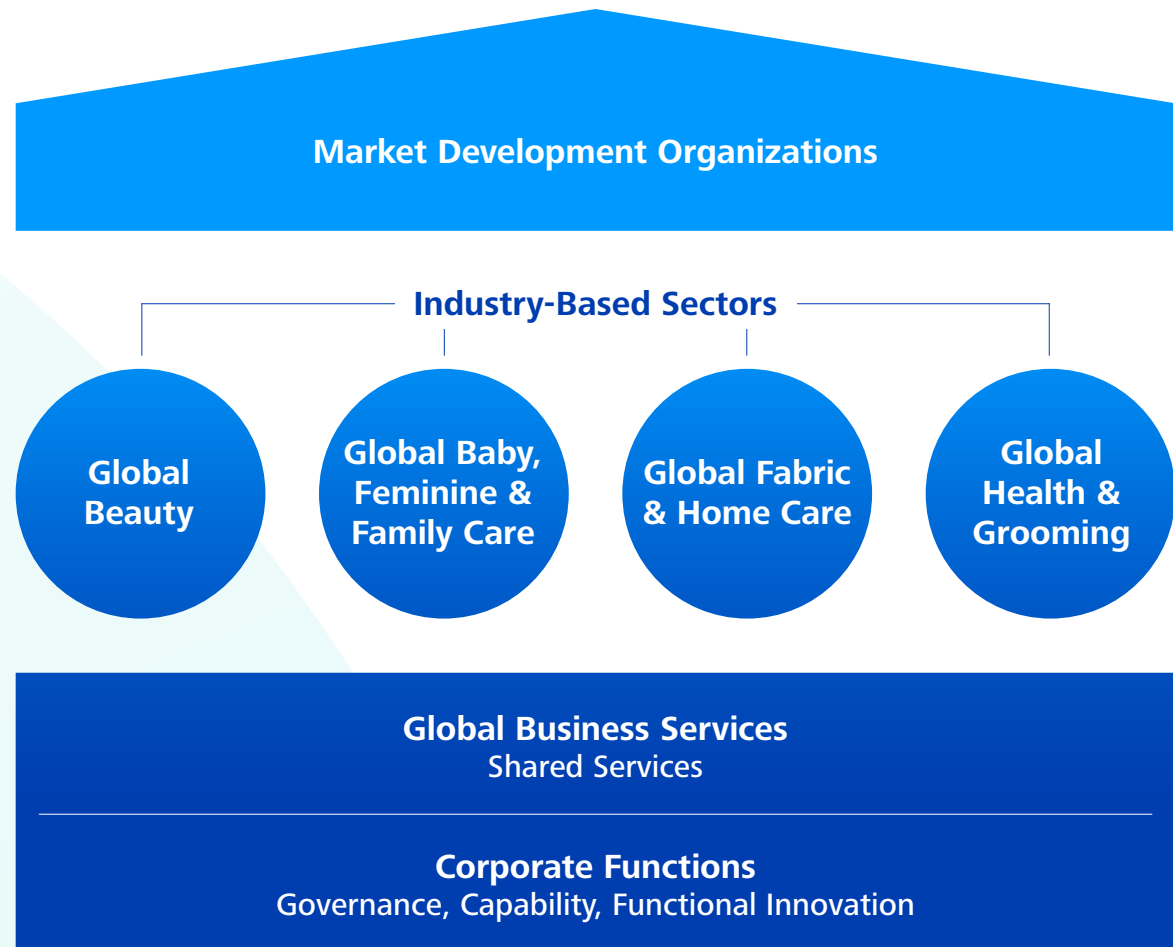 Market Development Organizations
Industry-Based Sectors
Global
Beauty
Global Baby,
Feminine &
Family Care
Global Fabric
& Home Care
Global
Health &
Grooming
Global Business Services
Shared Services
Corporate Functions
Governance, Capability, Functional Innovation